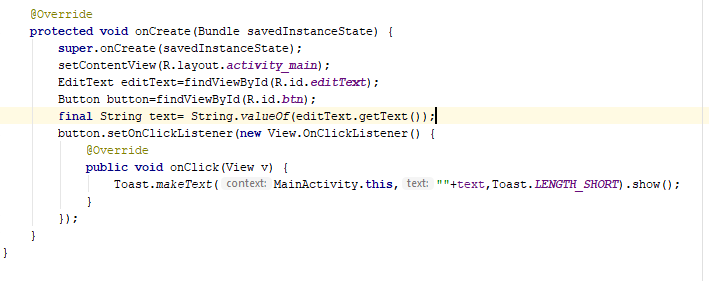 @Override
protected void onCreate(Bundle savedInstanceState) {
super.onCreate(savedInstanceState);
setContentView(R.layout.activity_main);
EditText editText=findViewById(R.id.editText);
Button button=findViewById(R.id.btn);
final String text= String.valueOf(editText.getText());
button.setOnClickListener(new View.OnClickListener() {
@Override
public void onClick(View v) {
Toast.makeText( context: MainActivity.this, text: ""+text,Toast.LENGTH_SHORT).show();
}
});
}
}